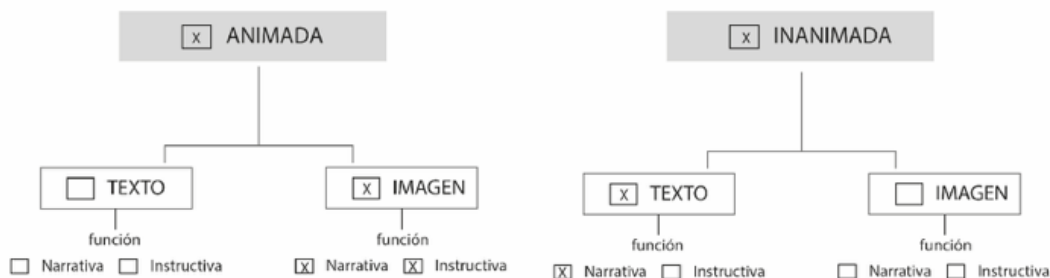 x ANIMADA
x INANIMADA
TEXTO
x IMAGEN
x TEXTO
IMAGEN
función
función
función
función
Narrativa Instructiva
x Narrativa x Instructiva
x Narrativa Instructiva
Narrativa Instructiva